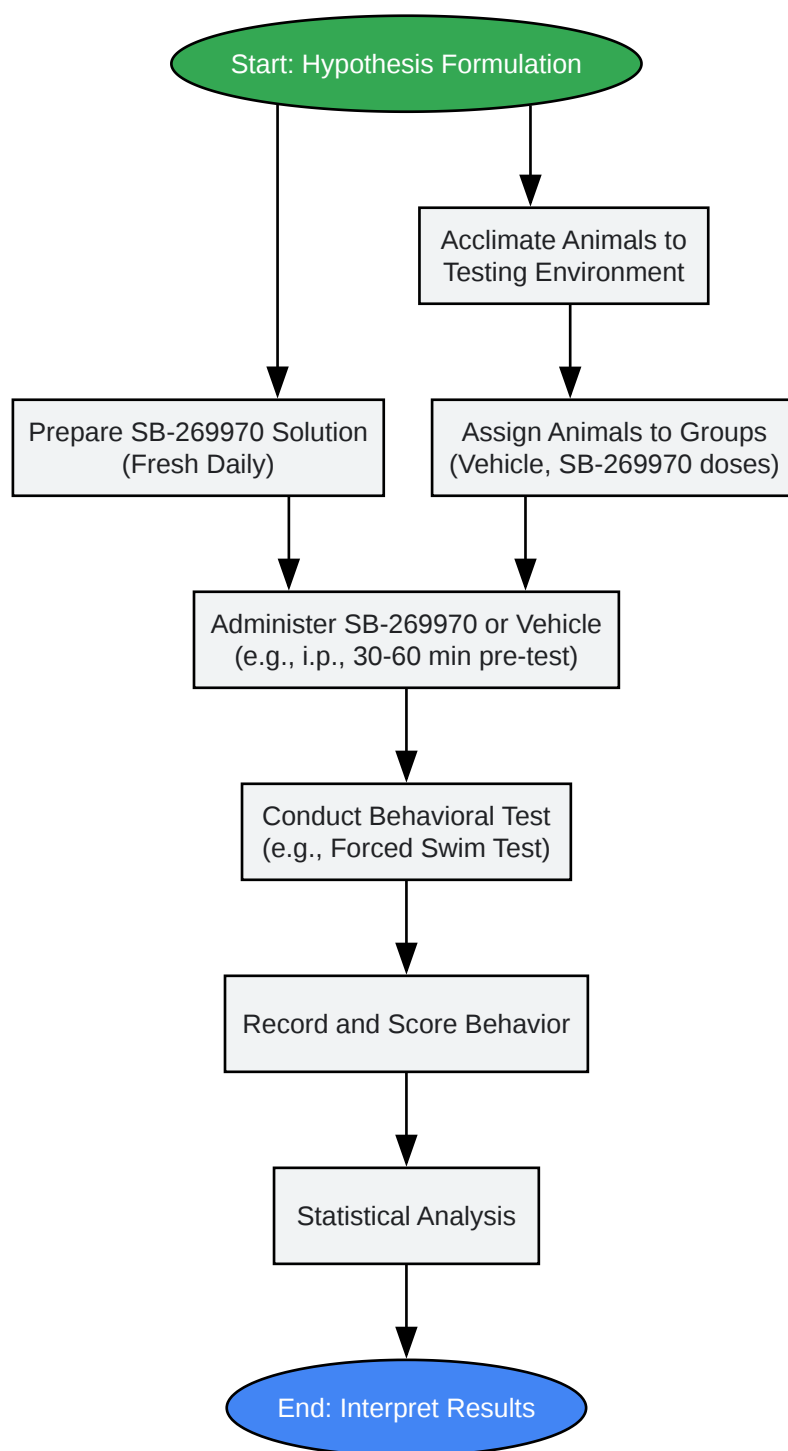 Start: Hypothesis Formulation
Acclimate Animals to
Testing Environment
Prepare SB-269970 Solution
(Fresh Daily)
Assign Animals to Groups
(Vehicle, SB-269970 doses)
Administer SB-269970 or Vehicle
(e.g., i.p., 30-60 min pre-test)
Conduct Behavioral Test
(e.g., Forced Swim Test)
Record and Score Behavior
Statistical Analysis
End: Interpret Results